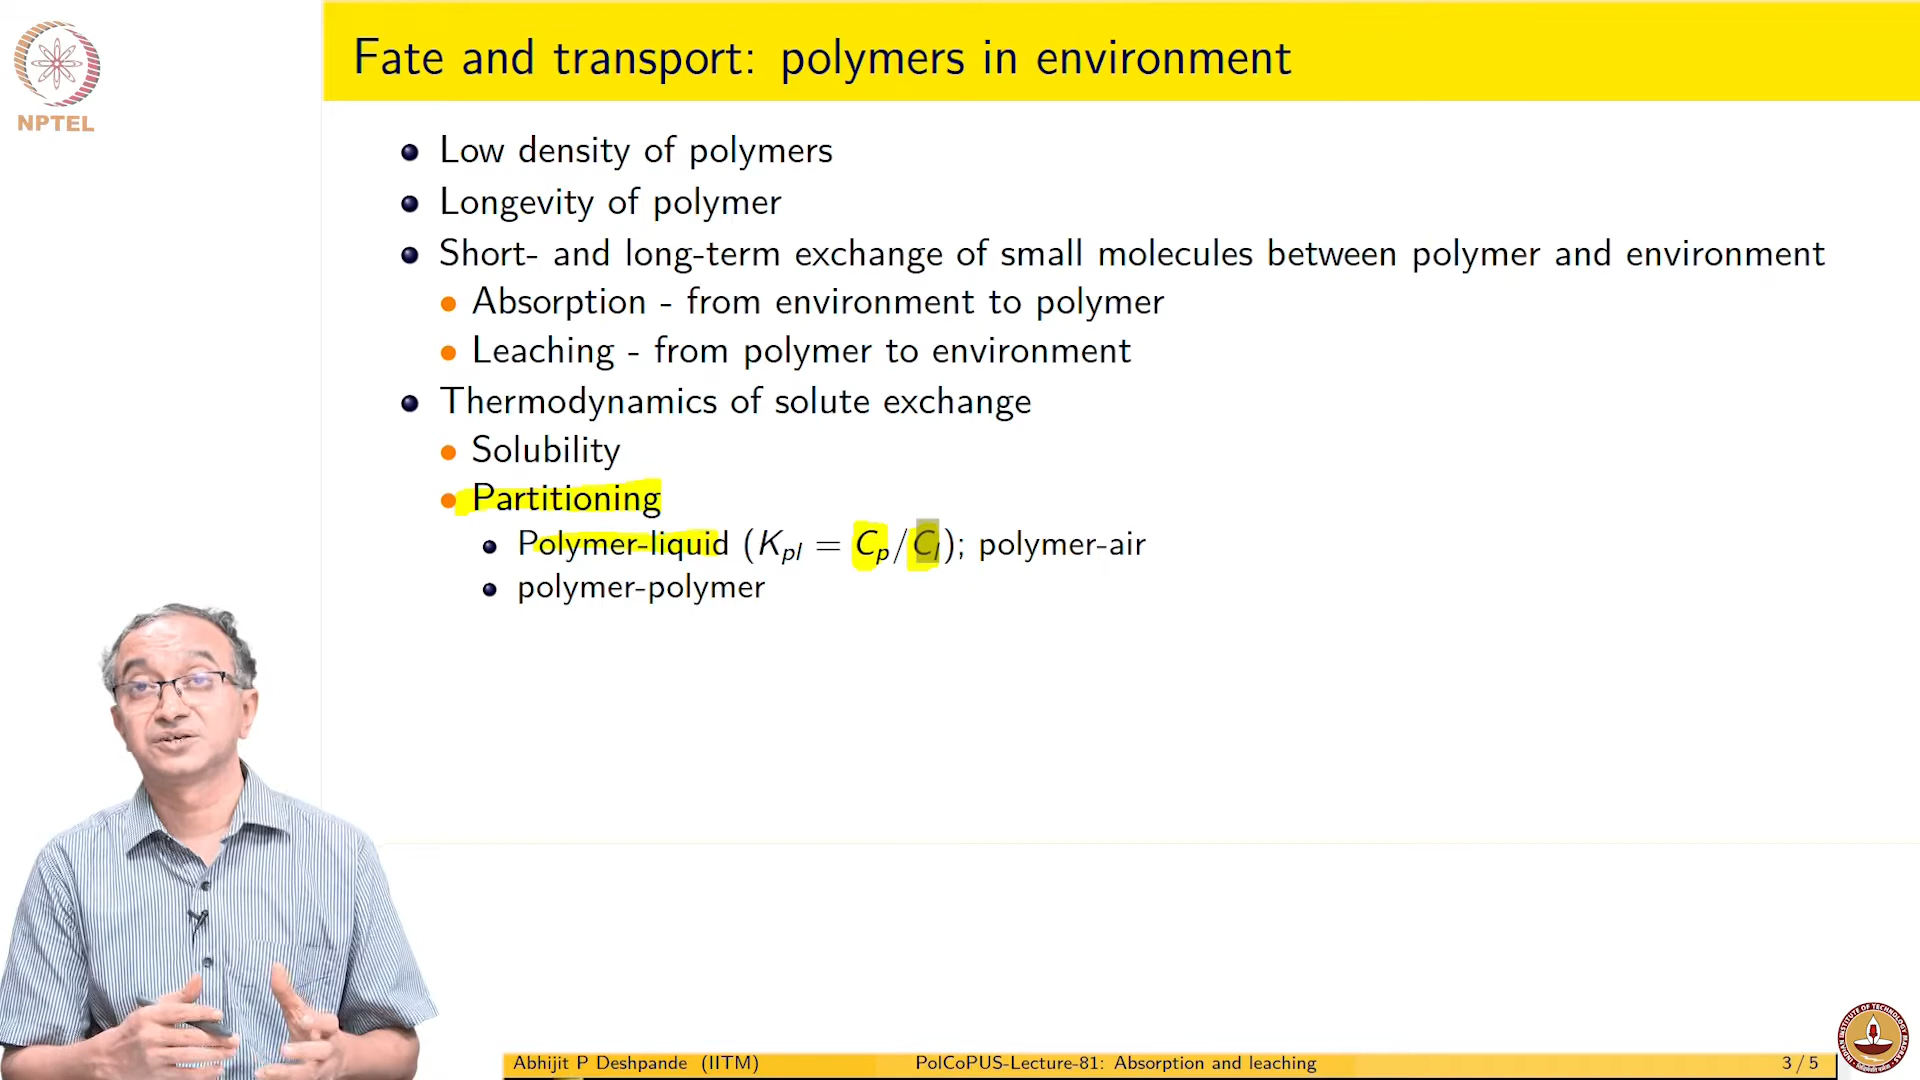 NPTEL
Fate and transport: polymers in environment
Low density of polymers
Longevity of polymer
Short- and long-term exchange of small molecules between polymer and environment
Absorption - from environment to polymer
Leaching - from polymer to environment
Thermodynamics of solute exchange
Solubility
Partitioning
Polymer-liquid (Kpl = Cp/Cl); polymer-air
polymer-polymer
Abhijit P Deshpande (IITM) PolCoPUS-Lecture-81: Absorption and leaching 3 / 5